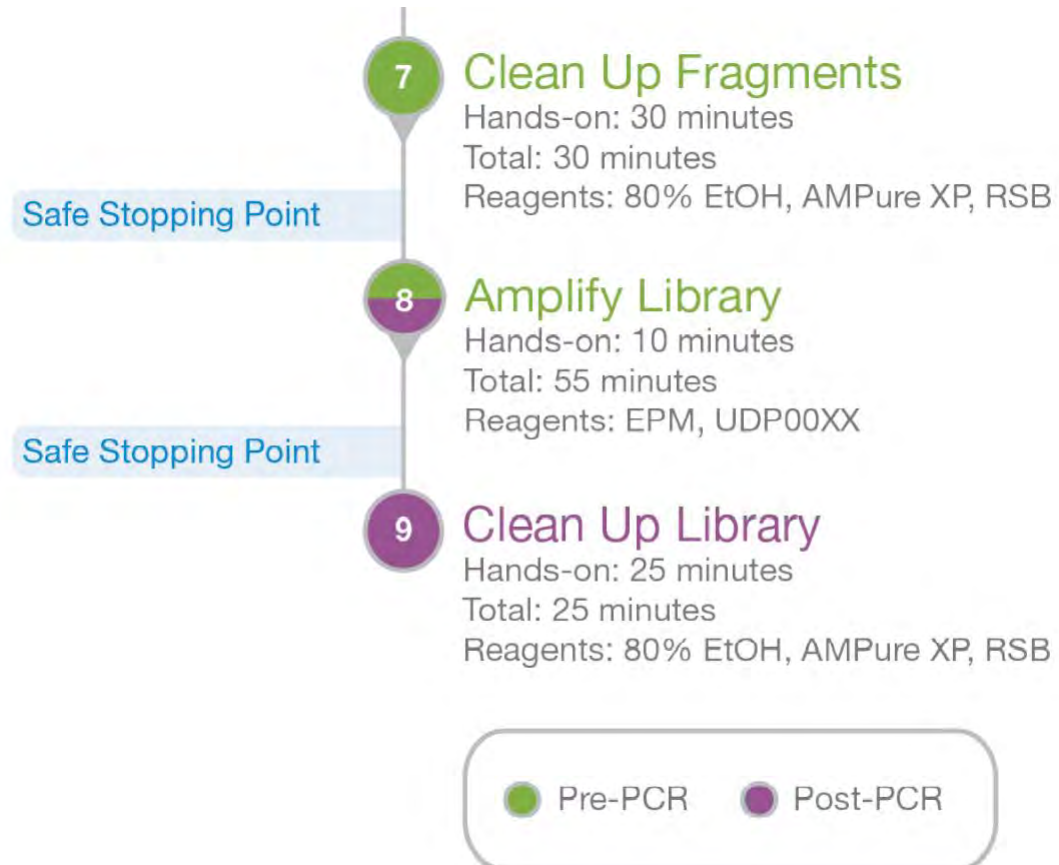 7
Clean Up Fragments
Hands-on: 30 minutes
Total: 30 minutes
Reagents: 80% EtOH, AMPure XP, RSB
Safe Stopping Point
8
Amplify Library
Hands-on: 10 minutes
Total: 55 minutes
Reagents: EPM, UDP00XX
Safe Stopping Point
9
Clean Up Library
Hands-on: 25 minutes
Total: 25 minutes
Reagents: 80% EtOH, AMPure XP, RSB
Pre-PCR
Post-PCR